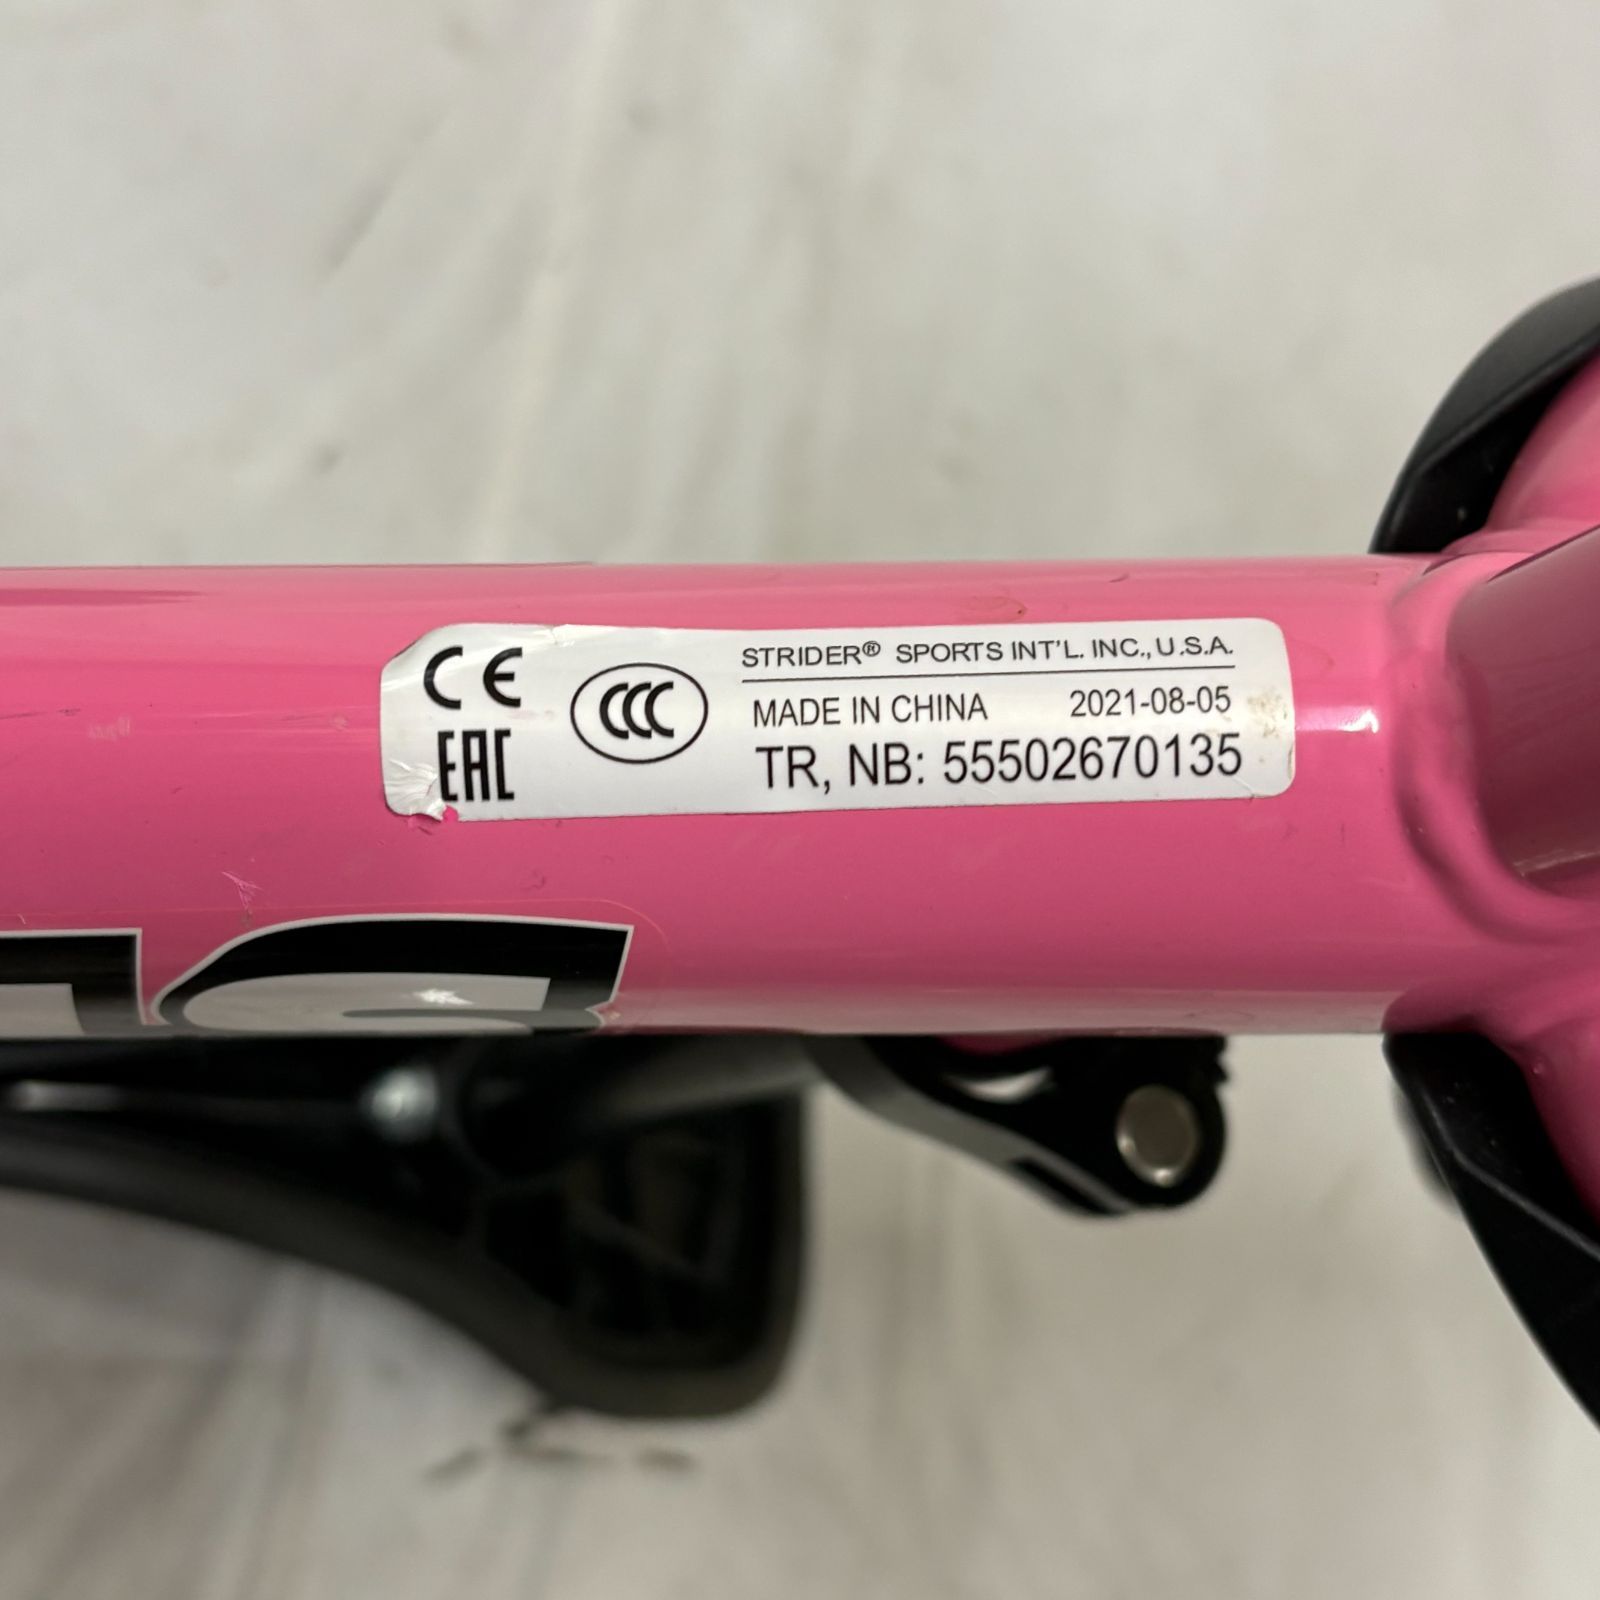 CE
EAC
CCC
STRIDER® SPORTS INT'L. INC., U.S.A.
MADE IN CHINA 2021-08-05
TR, NB: 55502670135